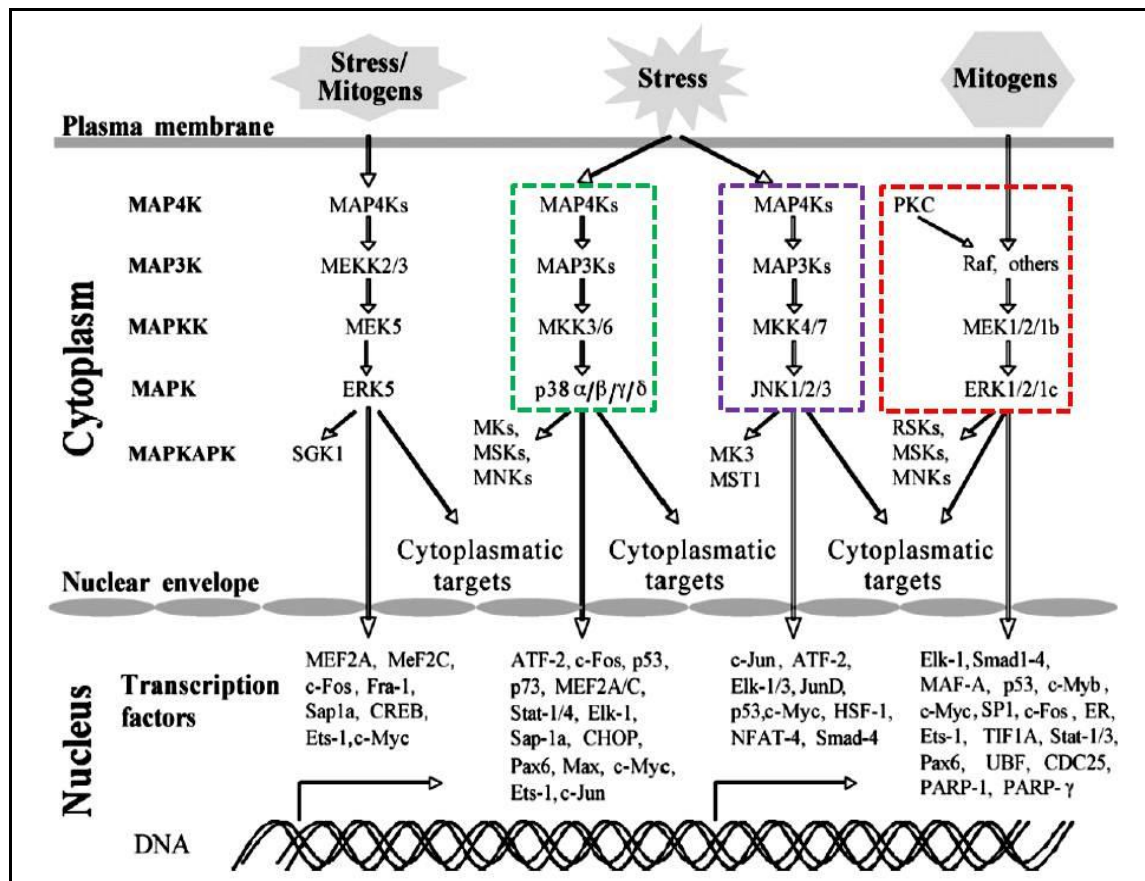 Stress/
Mitogens
Stress
Mitogens
Plasma membrane
Cytoplasm
MAP4K
MAP4Ks
MAP4Ks
MAP4Ks
PKC
MAP3K
MEKK2/3
MAP3Ks
MAP3Ks
Raf, others
MAPKK
MEK5
MKK3/6
MKK4/7
MEK1/2/1b
MAPK
ERK5
p38 α/β/γ/δ
JNK1/2/3
ERK1/2/1c
MAPKAPK
SGK1
MKs,
MSKs,
MNKs
MK3
MST1
RSKs,
MSKs,
MNKs
Cytoplasmatic
targets
Cytoplasmatic
targets
Cytoplasmatic
targets
Nuclear envelope
Nucleus
Transcription
factors
MEF2A, MeF2C,
c-Fos, Fra-1,
Sap1a, CREB,
Ets-1,c-Myc
ATF-2, c-Fos, p53,
p73, MEF2A/C,
Stat-1/4, Elk-1,
Sap-1a, CHOP,
Pax6, Max, c-Myc,
Ets-1, c-Jun
c-Jun, ATF-2,
Elk-1/3, JunD,
p53,c-Myc, HSF-1,
NFAT-4, Smad-4
Elk-1, Smad1-4,
MAF-A, p53, c-Myb,
c-Myc, SP1, c-Fos, ER,
Ets-1, TIF1A, Stat-1/3,
Pax6, UBF, CDC25,
PARP-1, PARP-γ
DNA